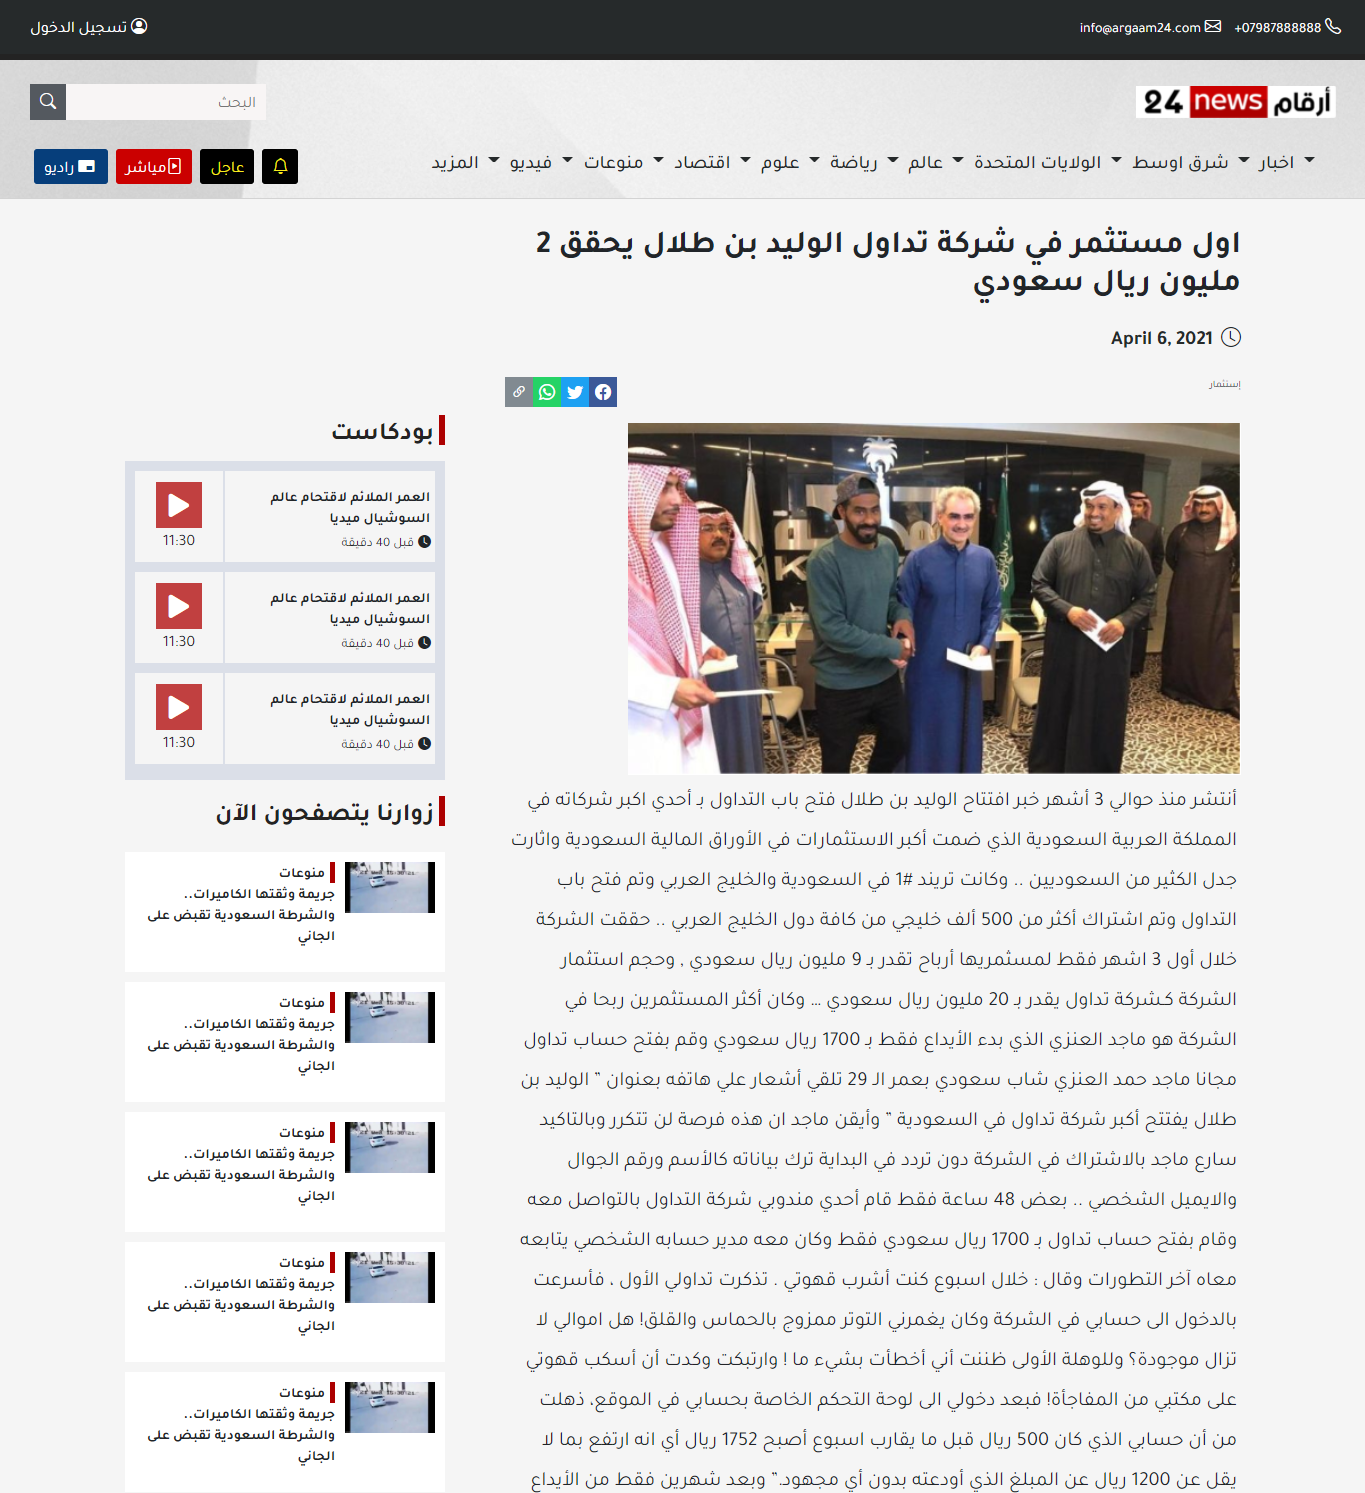 +07987888888 info@argaam24.com
تسجيل الدخول
أرقام news 24
البحث
اخبار شرق اوسط الولايات المتحدة عالم رياضة علوم اقتصاد منوعات فيديو المزيد
عاجل مباشر راديو
اول مستثمر في شركة تداول الوليد بن طلال يحقق 2
مليون ريال سعودي
April 6, 2021
إستثمار
أنتشر منذ حوالي 3 أشهر خبر افتتاح الوليد بن طلال فتح باب التداول بـ أحدي اكبر شركاته في
المملكة العربية السعودية الذي ضمت أكبر الاستثمارات في الأوراق المالية السعودية واثارت
جدل الكثير من السعوديين .. وكانت تريند #1 في السعودية والخليج العربي وتم فتح باب
التداول وتم اشتراك أكثر من 500 ألف خليجي من كافة دول الخليج العربي .. حققت الشركة
خلال أول 3 اشهر فقط لمسثمريها أرباح تقدر بـ 9 مليون ريال سعودي , وحجم استثمار
الشركة كـشركة تداول يقدر بـ 20 مليون ريال سعودي … وكان أكثر المستثمرين ربحا في
الشركة هو ماجد العنزي الذي بدء الأيداع فقط بـ 1700 ريال سعودي وقم بفتح حساب تداول
مجانا ماجد حمد العنزي شاب سعودي بعمر الـ 29 تلقي أشعار علي هاتفه بعنوان ” الوليد بن
طلال يفتتح أكبر شركة تداول في السعودية ” وأيقن ماجد ان هذه فرصة لن تتكرر وبالتاكيد
سارع ماجد بالاشتراك في الشركة دون تردد في البداية ترك بياناته كالأسم ورقم الجوال
والايميل الشخصي .. بعض 48 ساعة فقط قام أحدي مندوبي شركة التداول بالتواصل معه
وقام بفتح حساب تداول بـ 1700 ريال سعودي فقط وكان معه مدير حسابه الشخصي يتابعه
معاه آخر التطورات وقال : خلال اسبوع كنت أشرب قهوتي . تذكرت تداولي الأول ، فأسرعت
بالدخول الى حسابي في الشركة وكان يغمرني التوتر ممزوج بالحماس والقلق! هل اموالي لا
تزال موجودة؟ وللوهلة الأولى ظننت أني أخطأت بشيء ما ! وارتبكت وكدت أن أسكب قهوتي
على مكتبي من المفاجأة! فبعد دخولي الى لوحة التحكم الخاصة بحسابي في الموقع، ذهلت
من أن حسابي الذي كان 500 ريال قبل ما يقارب اسبوع أصبح 1752 ريال أي انه ارتفع بما لا
يقل عن 1200 ريال عن المبلغ الذي أودعته بدون أي مجهود.” وبعد شهرين فقط من الأيداع
بودكاست
العمر الملائم لاقتحام عالم
السوشيال ميديا
قبل 40 دقيقة
11:30
العمر الملائم لاقتحام عالم
السوشيال ميديا
قبل 40 دقيقة
11:30
العمر الملائم لاقتحام عالم
السوشيال ميديا
قبل 40 دقيقة
11:30
زوارنا يتصفحون الآن
منوعات
جريمة وثقتها الكاميرات..
والشرطة السعودية تقبض على
الجاني
منوعات
جريمة وثقتها الكاميرات..
والشرطة السعودية تقبض على
الجاني
منوعات
جريمة وثقتها الكاميرات..
والشرطة السعودية تقبض على
الجاني
منوعات
جريمة وثقتها الكاميرات..
والشرطة السعودية تقبض على
الجاني
منوعات
جريمة وثقتها الكاميرات..
والشرطة السعودية تقبض على
الجاني